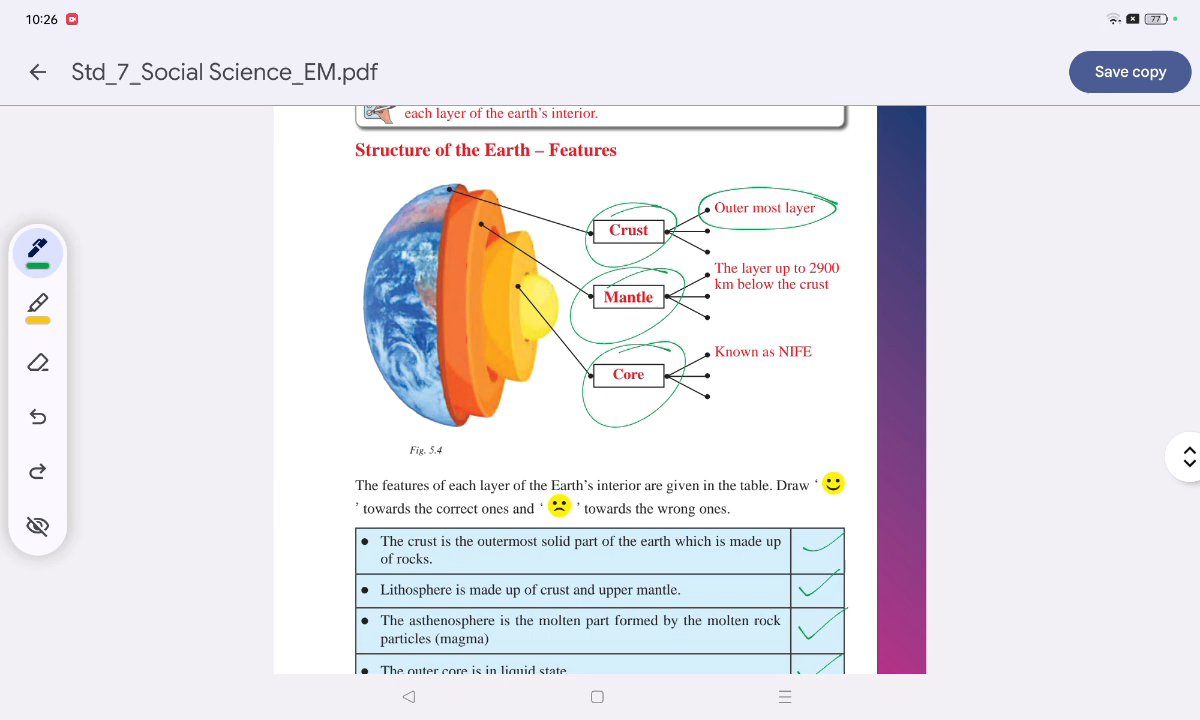 10:26
77
Std_7_Social Science_EM.pdf
Save copy
each layer of the earth's interior.
Structure of the Earth – Features
Crust
Outer most layer
Mantle
The layer up to 2900
km below the crust
Core
Known as NIFE
Fig. 5.4
The features of each layer of the Earth's interior are given in the table. Draw ‘
’ towards the correct ones and ‘ ’ towards the wrong ones.
• The crust is the outermost solid part of the earth which is made up
of rocks.
• Lithosphere is made up of crust and upper mantle.
• The asthenosphere is the molten part formed by the molten rock
particles (magma)
• The outer core is in liquid state